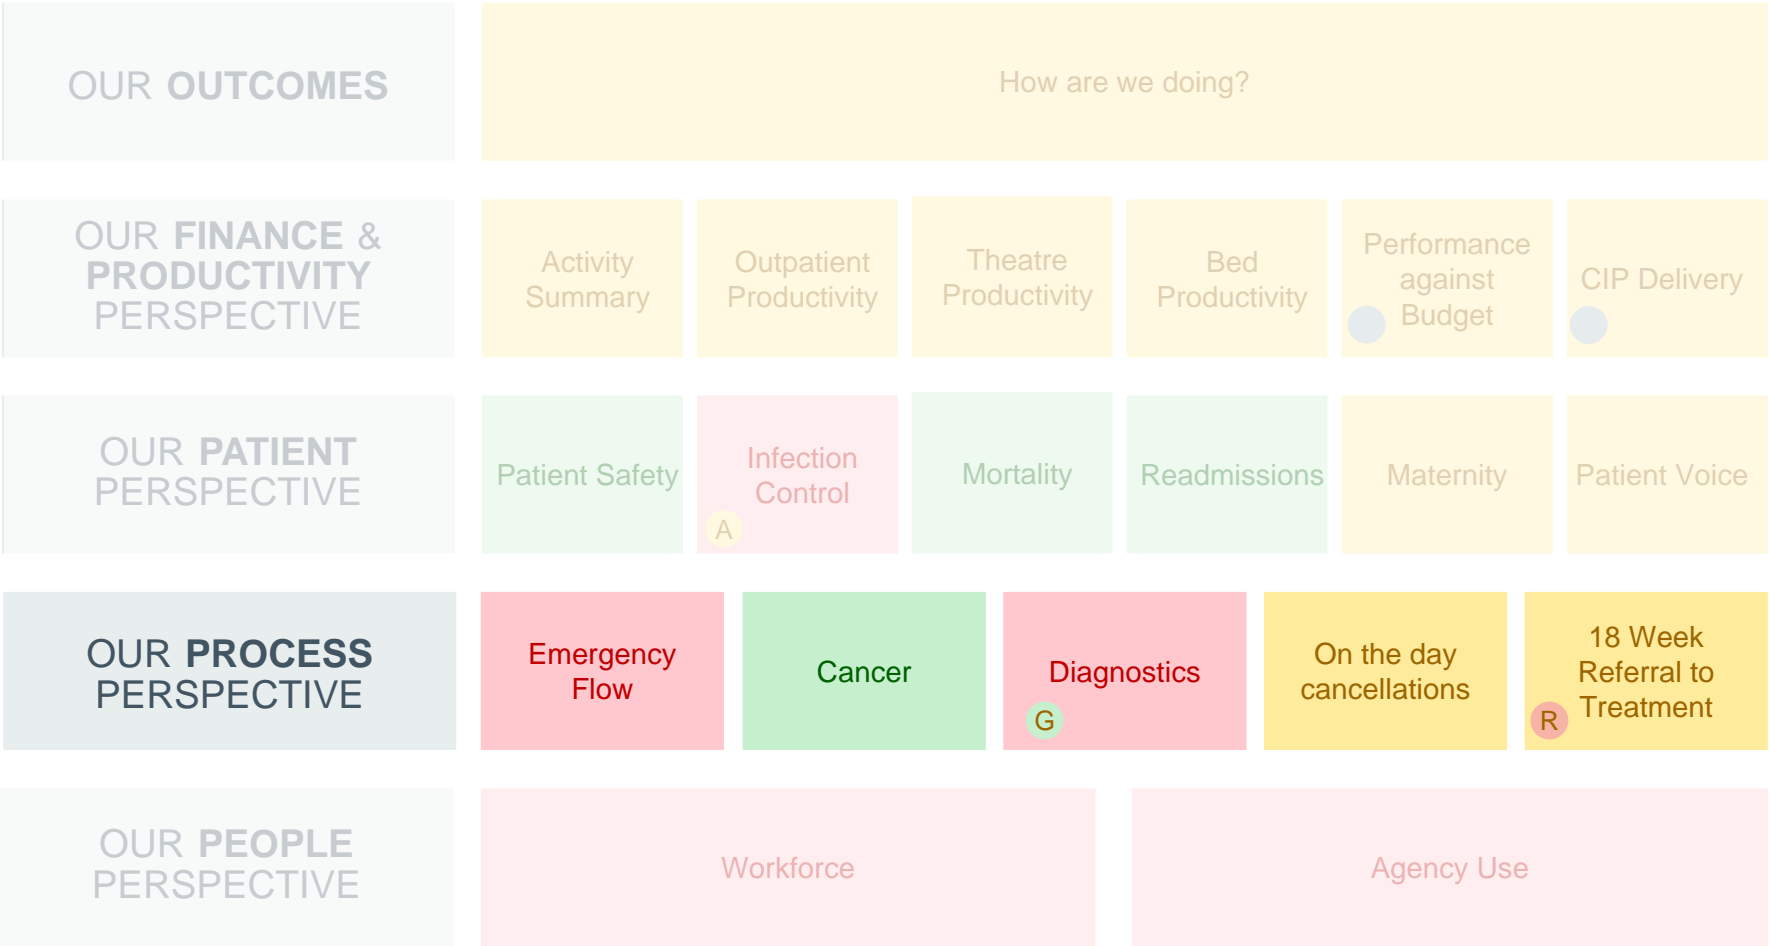 OUR OUTCOMES
How are we doing?
OUR FINANCE &
PRODUCTIVITY
PERSPECTIVE
Activity
Summary
Outpatient
Productivity
Theatre
Productivity
Bed
Productivity
Performance
against
Budget
CIP Delivery
OUR PATIENT
PERSPECTIVE
Patient Safety
Infection
Control
A
Mortality
Readmissions
Maternity
Patient Voice
OUR PROCESS
PERSPECTIVE
Emergency
Flow
Cancer
Diagnostics
G
On the day
cancellations
18 Week
Referral to
Treatment
R
OUR PEOPLE
PERSPECTIVE
Workforce
Agency Use